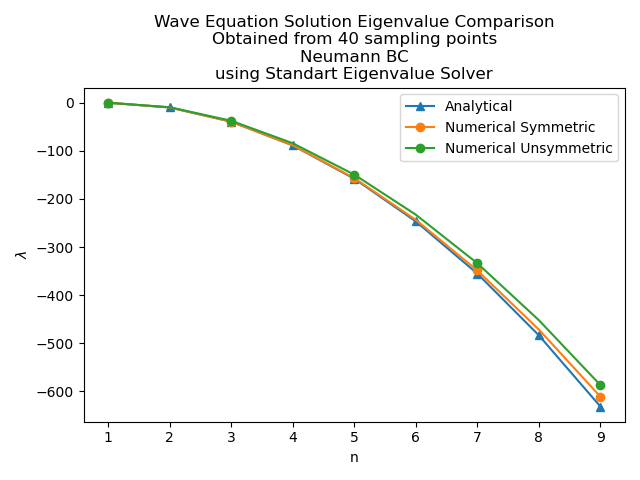 Wave Equation Solution Eigenvalue Comparison
Obtained from 40 sampling points
Neumann BC
using Standart Eigenvalue Solver
Analytical
Numerical Symmetric
Numerical Unsymmetric
0
−100
−200
−300
−400
−500
−600
λ
1 2 3 4 5 6 7 8 9
n